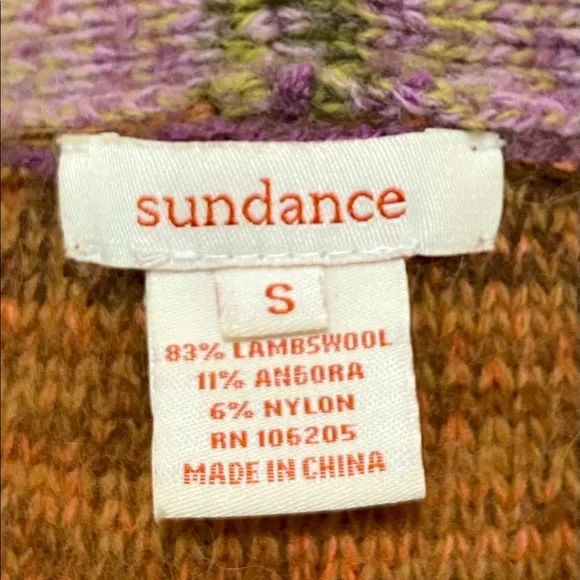 sundance
S
83% LAMBSWOOL
11% ANGORA
6% NYLON
RN 106205
MADE IN CHINA